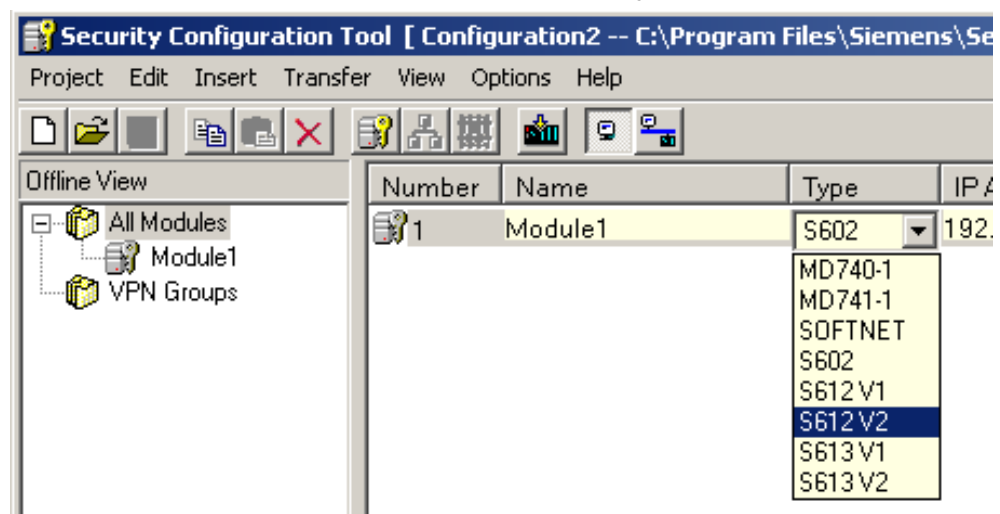 Security Configuration Tool [ Configuration2 -- C:\Program Files\Siemens\Se
Project Edit Insert Transfer View Options Help
Offline View
Number Name Type IP A
All Modules
1 Module1 S602 192.
Module1
MD740-1
VPN Groups
MD741-1
SOFTNET
S602
S612 V1
S612 V2
S613 V1
S613 V2